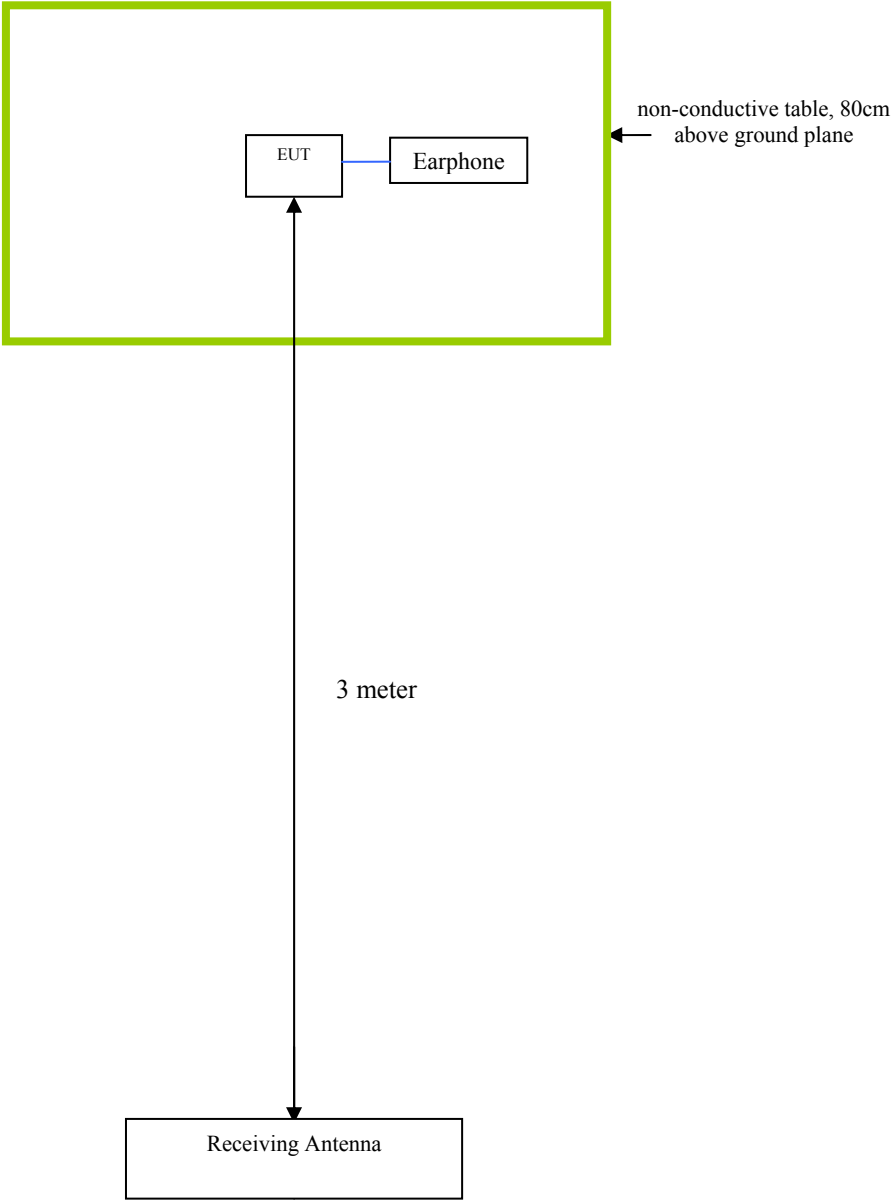 non-conductive table, 80cm
above ground plane
EUT
Earphone
3 meter
Receiving Antenna